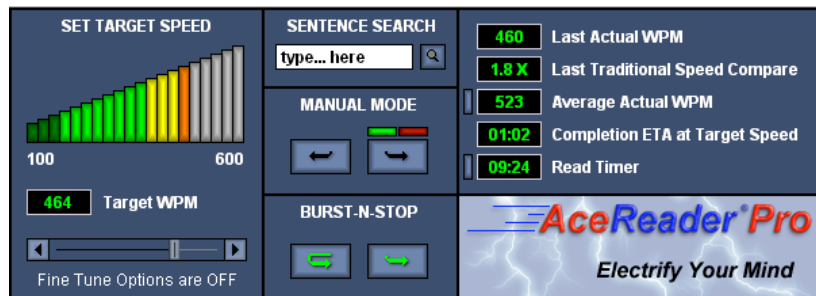 SET TARGET SPEED
100 600
464 Target WPM
Fine Tune Options are OFF
SENTENCE SEARCH
type... here
MANUAL MODE
BURST-N-STOP
460 Last Actual WPM
1.8 X Last Traditional Speed Compare
523 Average Actual WPM
01:02 Completion ETA at Target Speed
09:24 Read Timer
AceReader® Pro
Electrify Your Mind